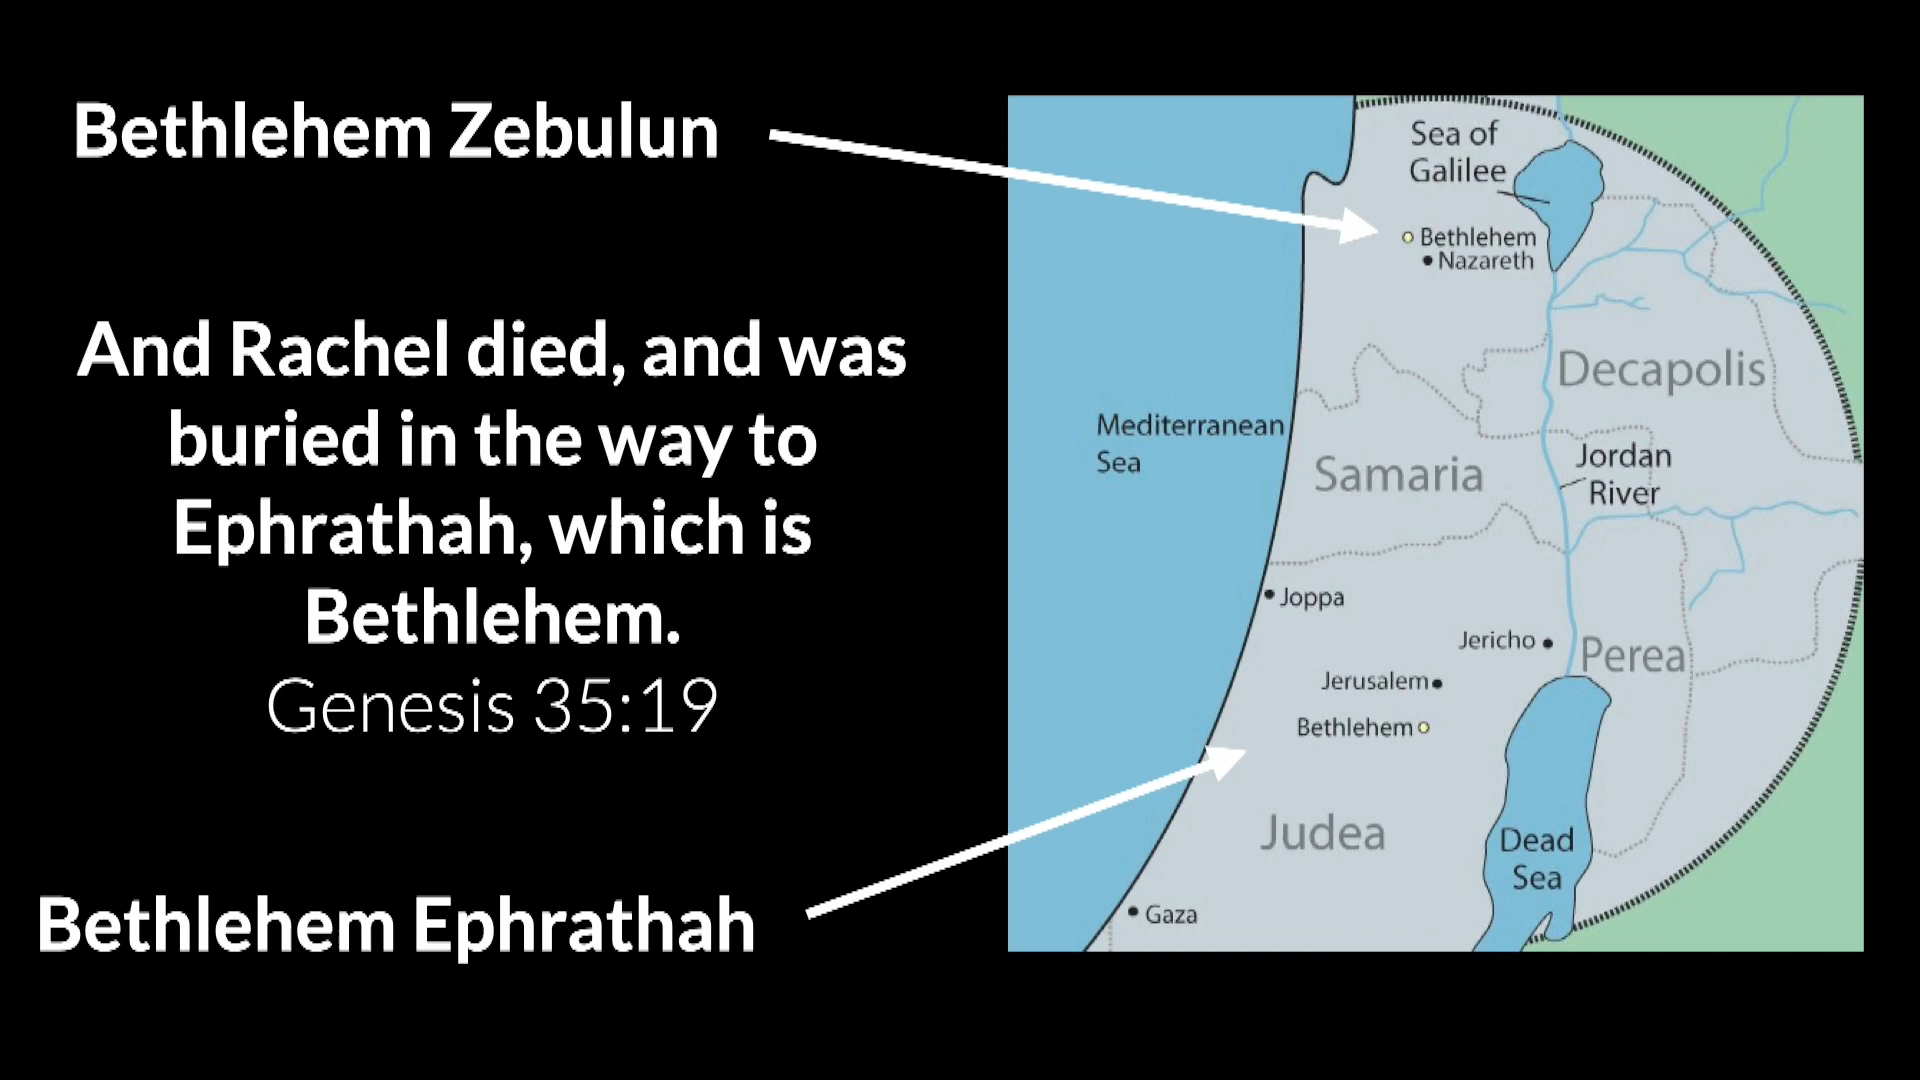 Bethlehem Zebulun
And Rachel died, and was
buried in the way to
Ephrathah, which is
Bethlehem.
Genesis 35:19
Bethlehem Ephrathah
Sea of
Galilee
Bethlehem
Nazareth
Decapolis
Mediterranean
Sea
Samaria
Jordan
River
Joppa
Jericho
Perea
Jerusalem
Bethlehem
Judea
Dead
Sea
Gaza